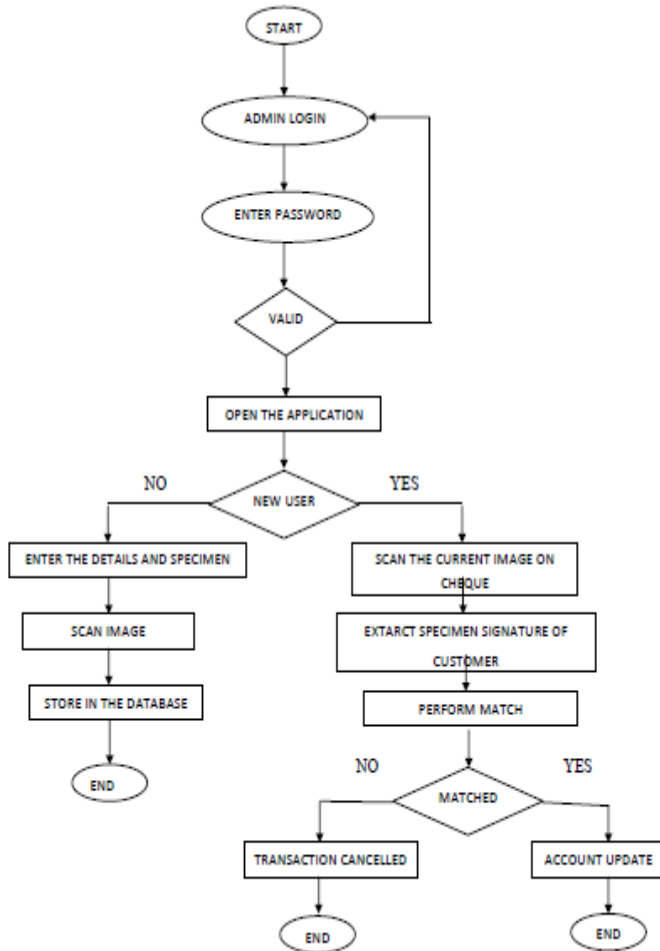 START
ADMIN LOGIN
ENTER PASSWORD
VALID
OPEN THE APPLICATION
NO
YES
NEW USER
ENTER THE DETAILS AND SPECIMEN
SCAN THE CURRENT IMAGE ON
CHEQUE
SCAN IMAGE
EXTARCT SPECIMEN SIGNATURE OF
CUSTOMER
STORE IN THE DATABASE
PERFORM MATCH
END
NO
YES
MATCHED
TRANSACTION CANCELLED
ACCOUNT UPDATE
END
END